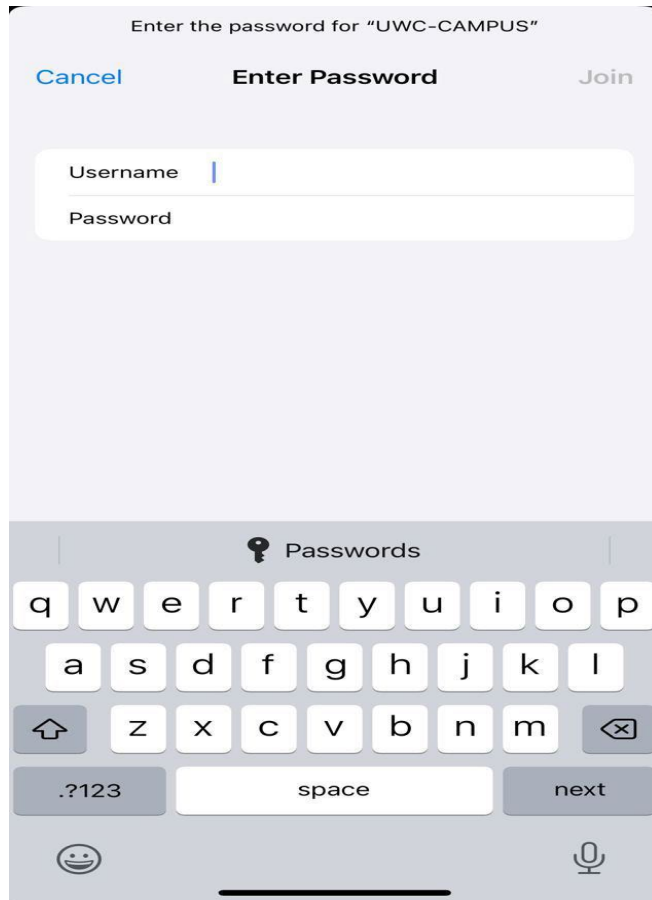 Enter the password for “UWC-CAMPUS”
Cancel Enter Password Join
Username
Password
Passwords
q w e r t y u i o p
a s d f g h j k l
z x c v b n m
.?123 space next